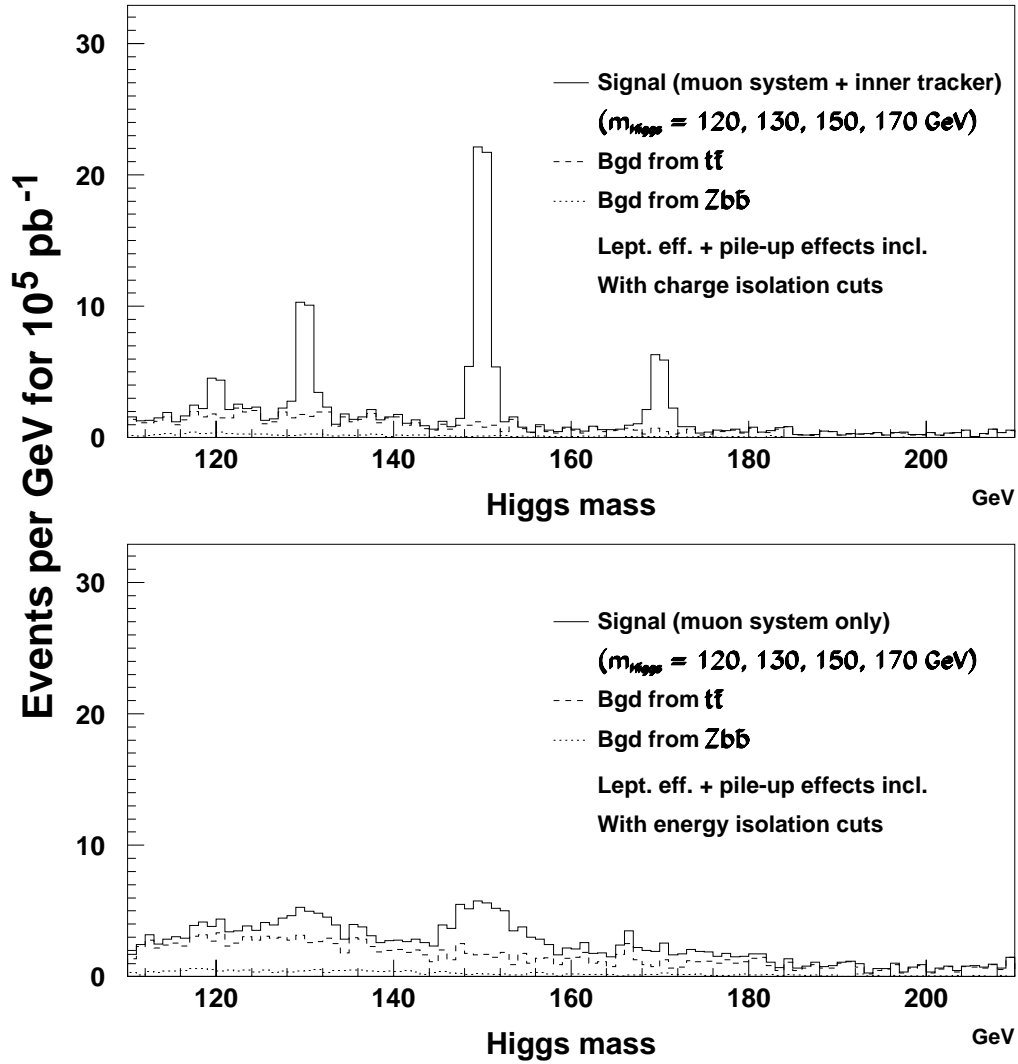 Events per GeV for 10⁵ pb⁻¹
30
20
10
0
Signal (muon system + inner tracker)
(m_Higgs = 120, 130, 150, 170 GeV)
Bgd from tt̄
Bgd from Zbb̄
Lept. eff. + pile-up effects incl.
With charge isolation cuts
120 140 160 180 200
Higgs mass GeV
30
20
10
0
Signal (muon system only)
(m_Higgs = 120, 130, 150, 170 GeV)
Bgd from tt̄
Bgd from Zbb̄
Lept. eff. + pile-up effects incl.
With energy isolation cuts
120 140 160 180 200
Higgs mass GeV